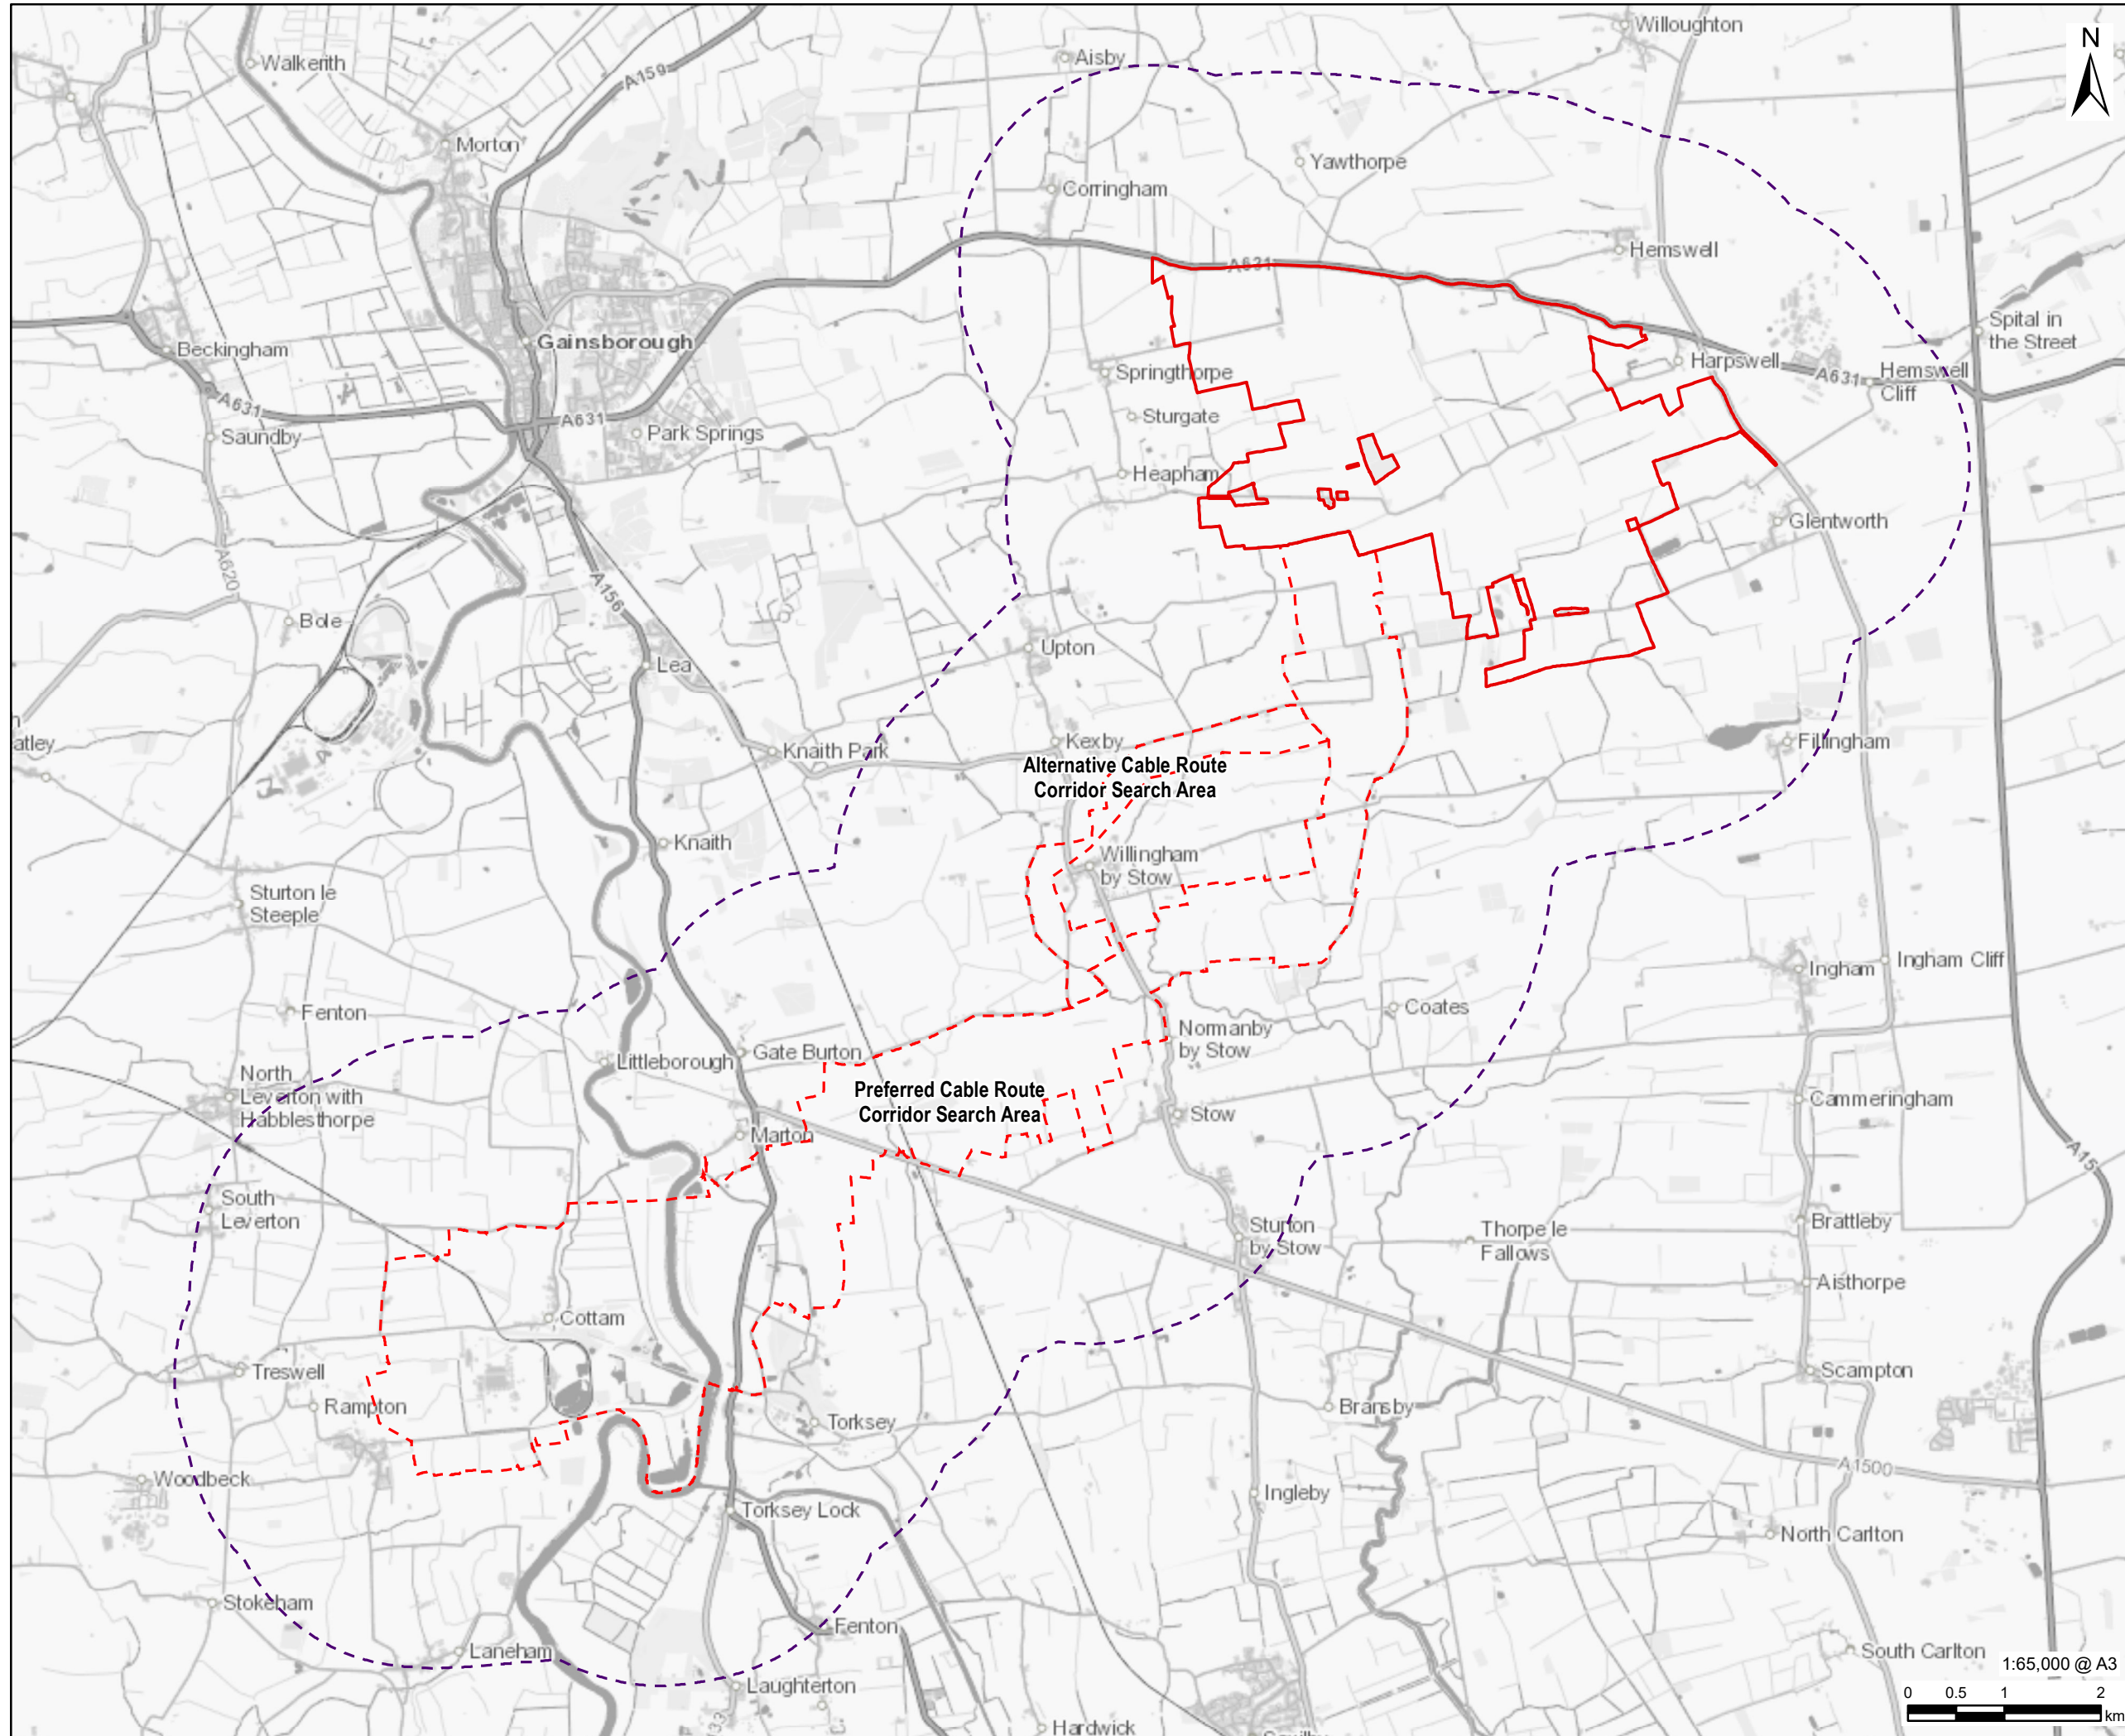 Willoughton
N
Aisby
Walkerith
A159
Morton
Yawthorpe
Corringham
Hemswell
A631
Spital in
the Street
Gainsborough
Beckingham
Harpswell
Springthorpe
A631
Hemswell
Cliff
A631
Sturgate
A631
Park Springs
Saundby
Heapham
Glentworth
A620
A156
Bole
Upton
Lea
Kexby
Fillingham
atley
Knaith Park
Alternative Cable Route
Corridor Search Area
Knaith
Willingham
by Stow
Sturton le
Steeple
Ingham
Ingham Cliff
Coates
Fenton
Normanby
by Stow
Gate Burton
Littleborough
North
Leverton with
Habblesthorpe
Preferred Cable Route
Corridor Search Area
Cammeringham
Stow
Marton
A15
South
Leverton
Sturton
by Stow
Thorpe le
Fallows
Brattleby
Aisthorpe
Cottam
Treswell
Scampton
Rampton
Bransby
Torksey
A1500
Woodbeck
Ingleby
Torksey Lock
North Carlton
Stokeham
Fenton
Laneham
South Carlton
1:65,000 @ A3
Laughterton
0 0.5 1 2
km
Hardwick